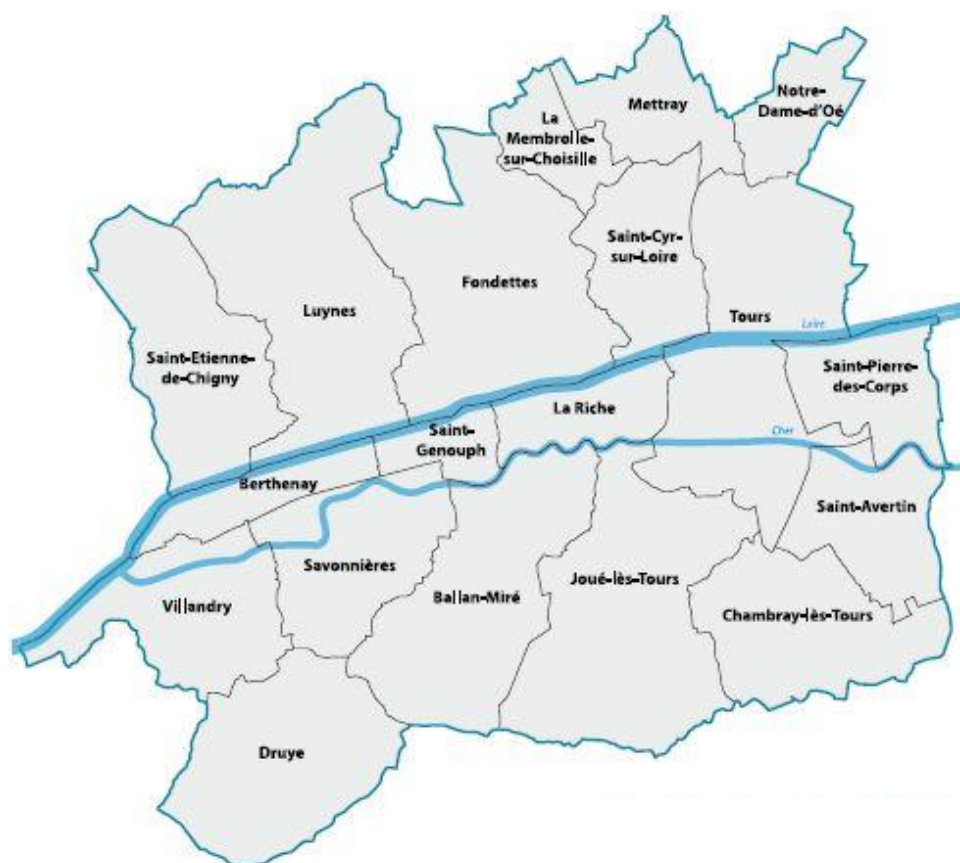 Notre-
Dame-d'Oé
Mettray
La
Membrolle-
sur-Choisille
Saint-Cyr-
sur-Loire
Fondettes
Luynes
Tours
Loire
Saint-Etienne-
de-Chigny
Saint-Pierre-
des-Corps
La Riche
Saint-
Genouph
Cher
Berthenay
Saint-Avertin
Savonnières
Joué-lès-Tours
Ballan-Miré
Villandry
Chambray-lès-Tours
Druye